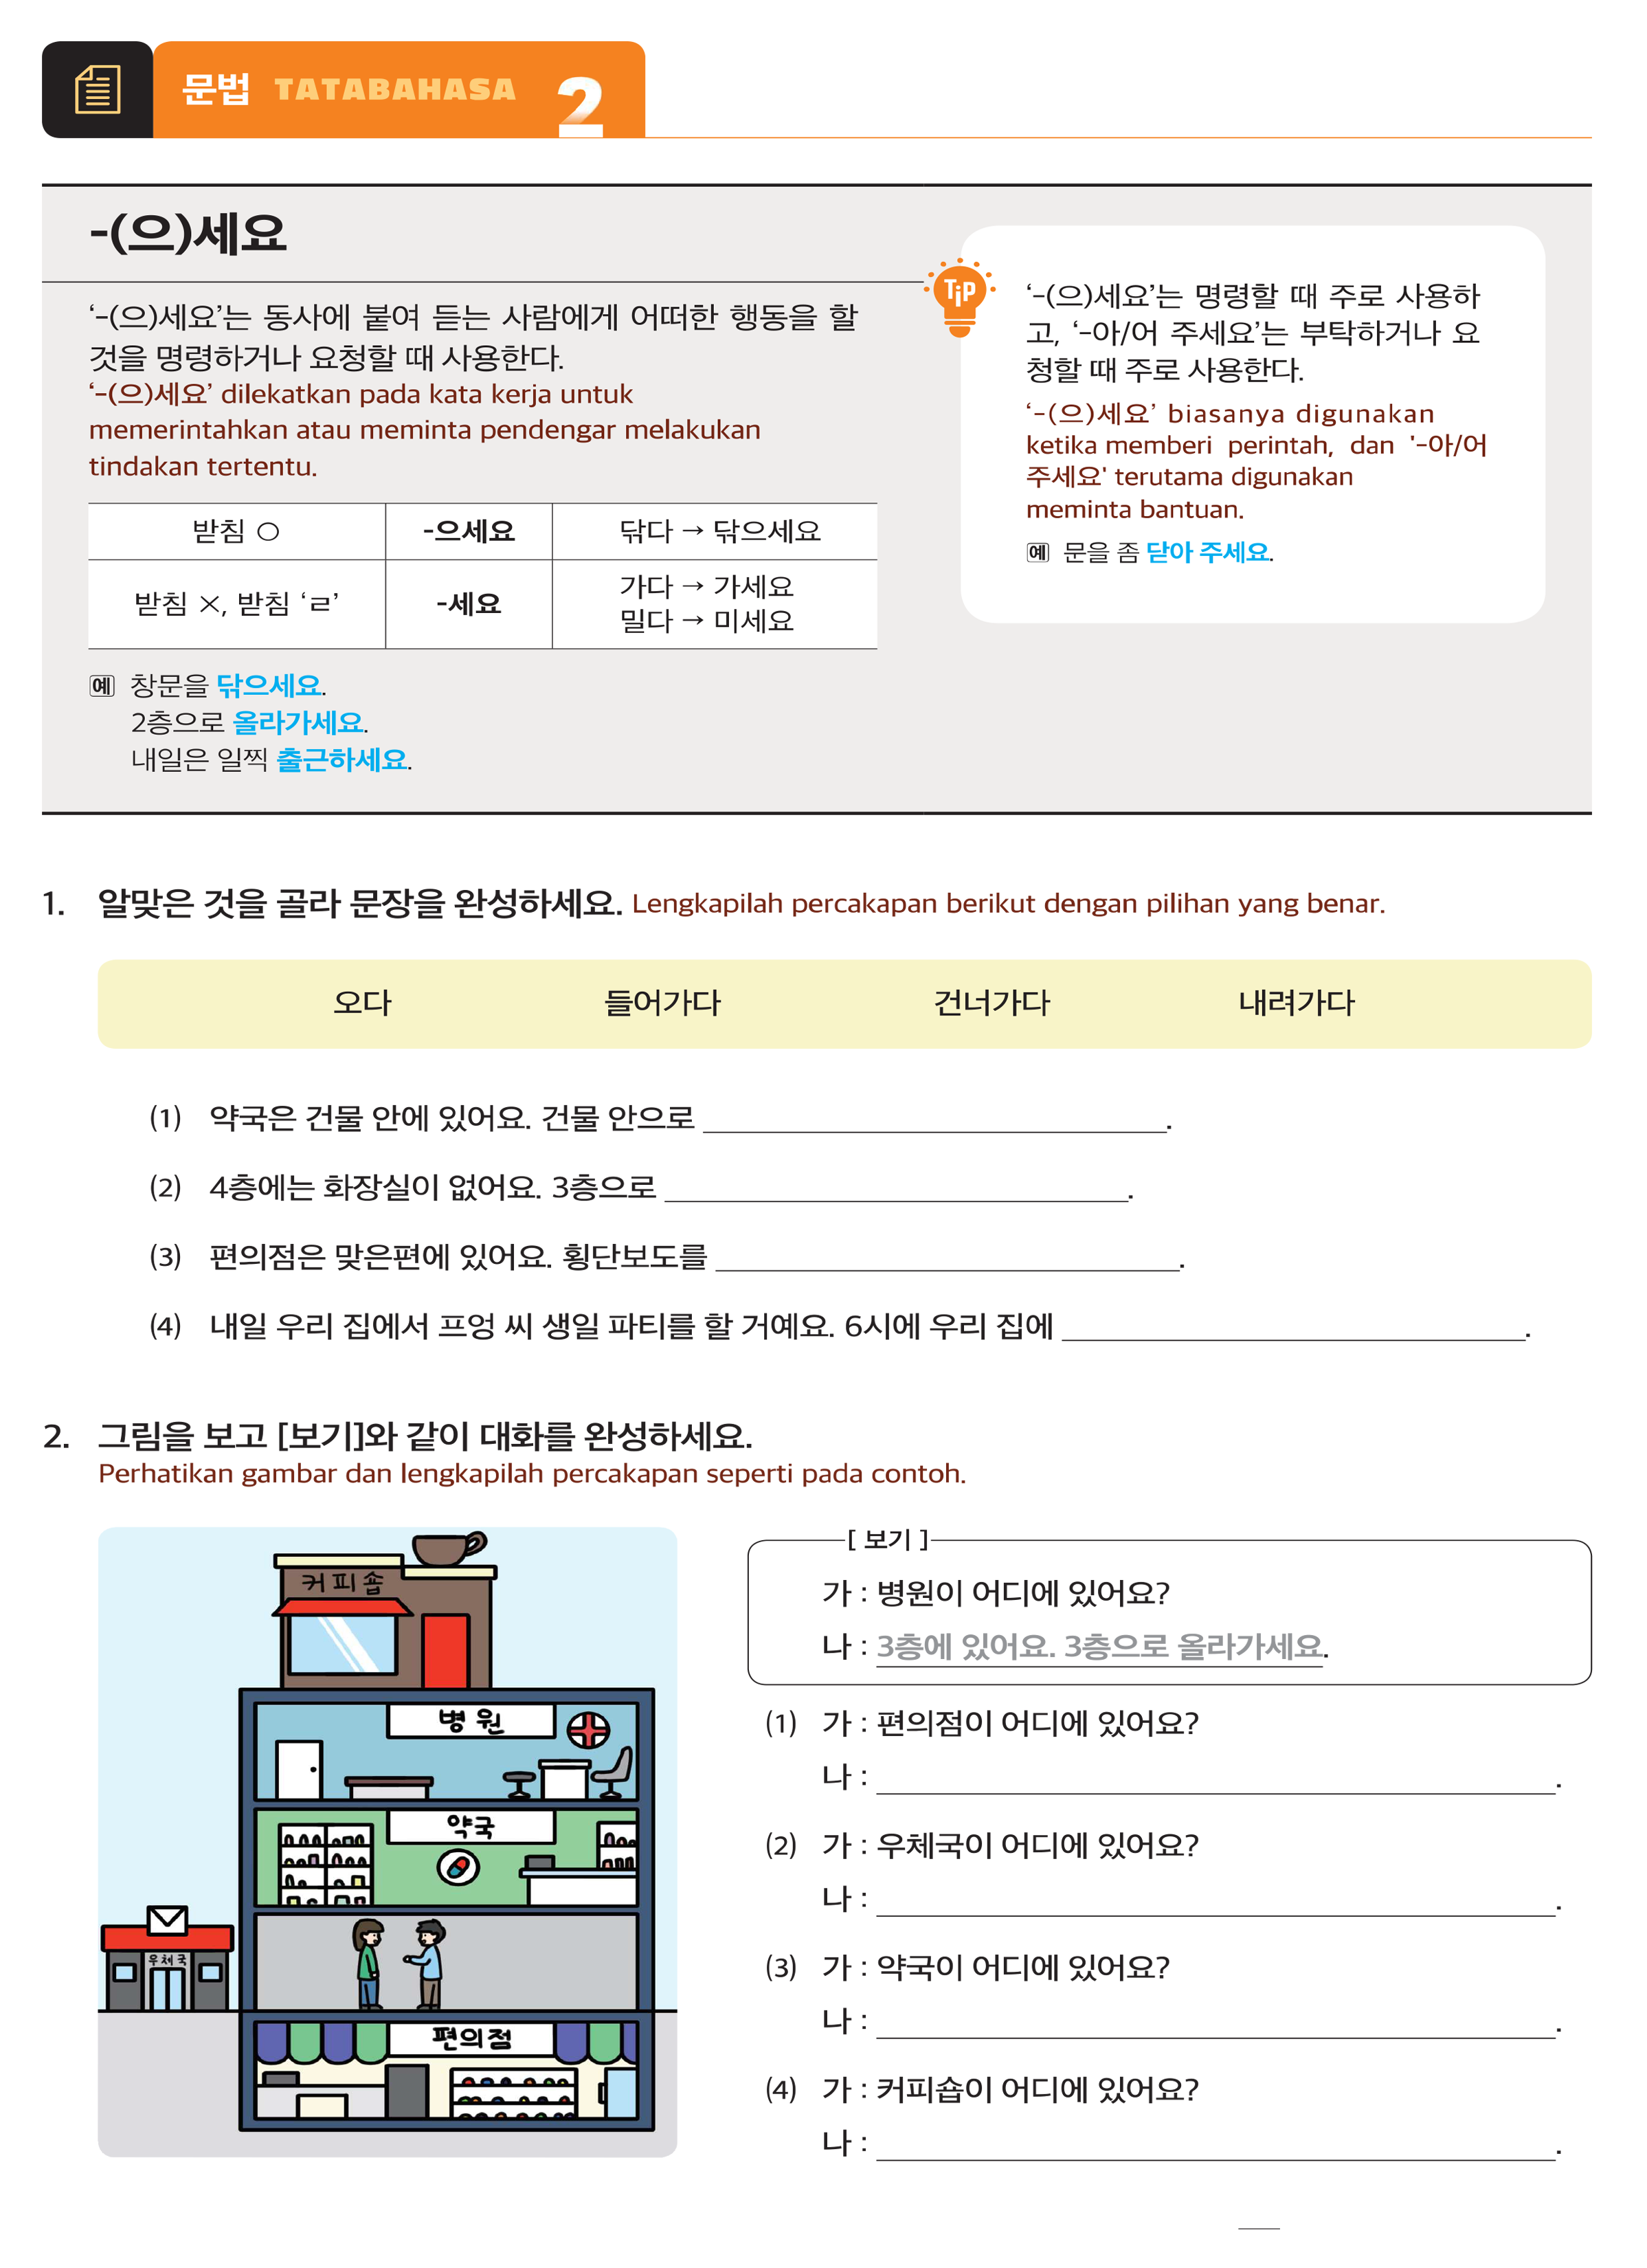 문법 TATABAHASA 2
-(으)세요
‘-(으)세요’는 동사에 붙여 듣는 사람에게 어떠한 행동을 할
것을 명령하거나 요청할 때 사용한다.
‘-(으)세요’ dilekatkan pada kata kerja untuk
memerintahkan atau meminta pendengar melakukan
tindakan tertentu.
받침 ○ -으세요 닦다 → 닦으세요
받침 ×, 받침 ‘ㄹ’ -세요 가다 → 가세요
밀다 → 미세요
예 창문을 닦으세요.
2층으로 올라가세요.
내일은 일찍 출근하세요.
Tip
‘-(으)세요’는 명령할 때 주로 사용하
고, ‘-아/어 주세요’는 부탁하거나 요
청할 때 주로 사용한다.
‘-(으)세요’ biasanya digunakan
ketika memberi perintah, dan '-아/어
주세요' terutama digunakan
meminta bantuan.
예 문을 좀 닫아 주세요.
1. 알맞은 것을 골라 문장을 완성하세요. Lengkapilah percakapan berikut dengan pilihan yang benar.
오다 들어가다 건너가다 내려가다
(1) 약국은 건물 안에 있어요. 건물 안으로 ____.
(2) 4층에는 화장실이 없어요. 3층으로 ____.
(3) 편의점은 맞은편에 있어요. 횡단보도를 ____.
(4) 내일 우리 집에서 프엉 씨 생일 파티를 할 거예요. 6시에 우리 집에 ____.
2. 그림을 보고 [보기]와 같이 대화를 완성하세요.
Perhatikan gambar dan lengkapilah percakapan seperti pada contoh.
커피숍
병원
약국
우체국
편의점
[ 보기 ]
가 : 병원이 어디에 있어요?
나 : 3층에 있어요. 3층으로 올라가세요.
(1) 가 : 편의점이 어디에 있어요?
나 : ____.
(2) 가 : 우체국이 어디에 있어요?
나 : ____.
(3) 가 : 약국이 어디에 있어요?
나 : ____.
(4) 가 : 커피숍이 어디에 있어요?
나 : ____.